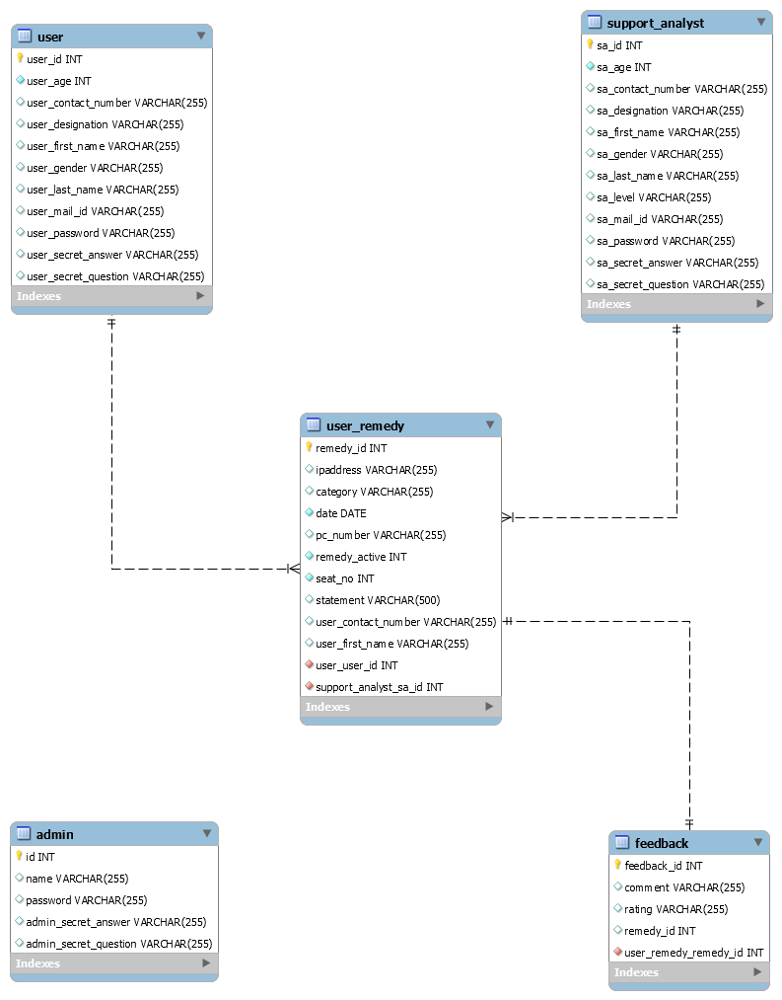 user
user_id INT
user_age INT
user_contact_number VARCHAR(255)
user_designation VARCHAR(255)
user_first_name VARCHAR(255)
user_gender VARCHAR(255)
user_last_name VARCHAR(255)
user_mail_id VARCHAR(255)
user_password VARCHAR(255)
user_secret_answer VARCHAR(255)
user_secret_question VARCHAR(255)
Indexes
support_analyst
sa_id INT
sa_age INT
sa_contact_number VARCHAR(255)
sa_designation VARCHAR(255)
sa_first_name VARCHAR(255)
sa_gender VARCHAR(255)
sa_last_name VARCHAR(255)
sa_level VARCHAR(255)
sa_mail_id VARCHAR(255)
sa_password VARCHAR(255)
sa_secret_answer VARCHAR(255)
sa_secret_question VARCHAR(255)
Indexes
user_remedy
remedy_id INT
ipaddress VARCHAR(255)
category VARCHAR(255)
date DATE
pc_number VARCHAR(255)
remedy_active INT
seat_no INT
statement VARCHAR(500)
user_contact_number VARCHAR(255)
user_first_name VARCHAR(255)
user_user_id INT
support_analyst_sa_id INT
Indexes
admin
id INT
name VARCHAR(255)
password VARCHAR(255)
admin_secret_answer VARCHAR(255)
admin_secret_question VARCHAR(255)
Indexes
feedback
feedback_id INT
comment VARCHAR(255)
rating VARCHAR(255)
remedy_id INT
user_remedy_remedy_id INT
Indexes